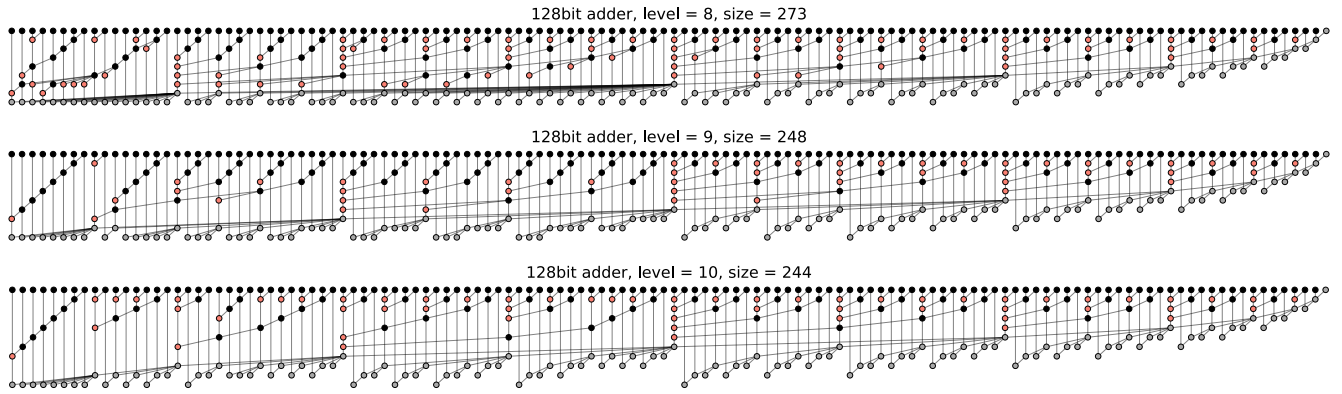 128bit adder, level = 8, size = 273
128bit adder, level = 9, size = 248
128bit adder, level = 10, size = 244